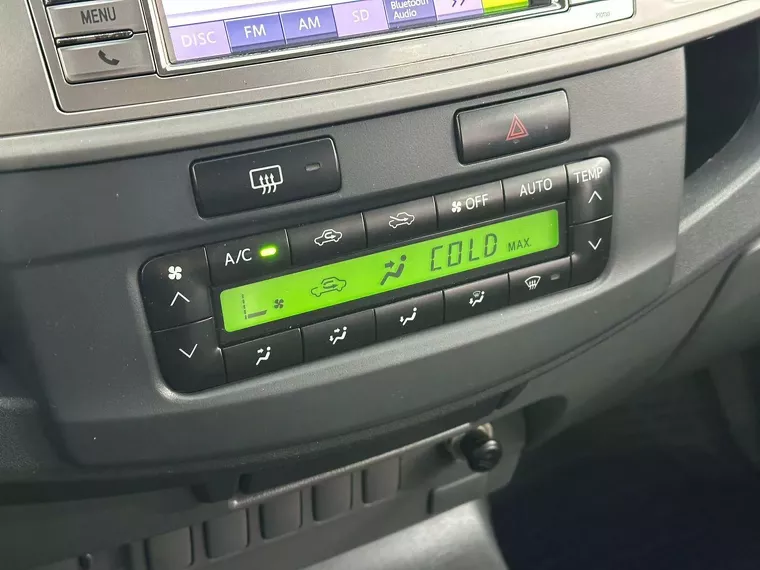 MENU
DISC FM AM SD Bluetooth Audio >>
A/C OFF AUTO TEMP
COLD MAX.